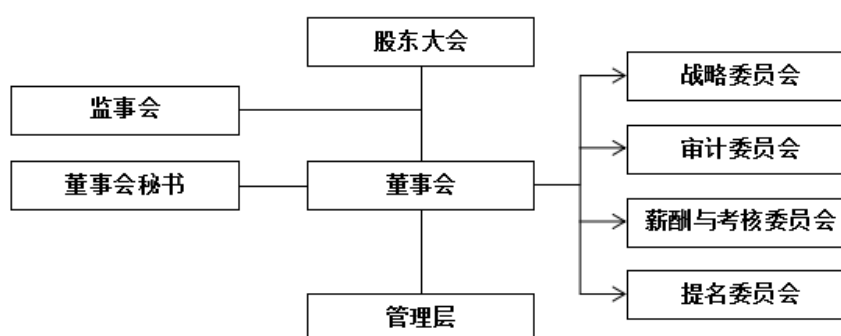 股东大会
战略委员会
监事会
审计委员会
董事会秘书
董事会
薪酬与考核委员会
提名委员会
管理层